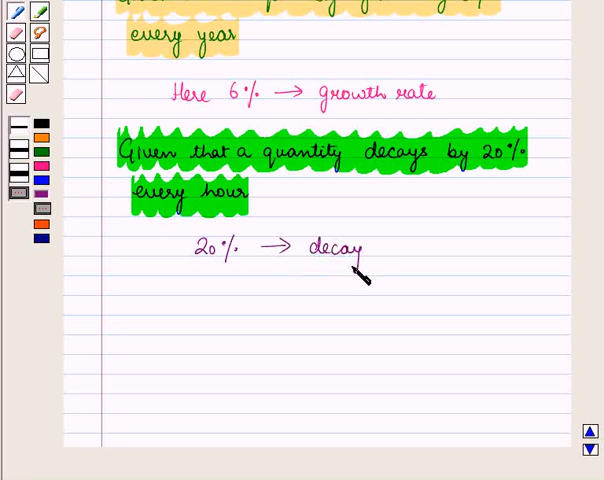 every year
Here 6% → growth rate
Given that a quantity decays by 20%
every hour
20% → decay